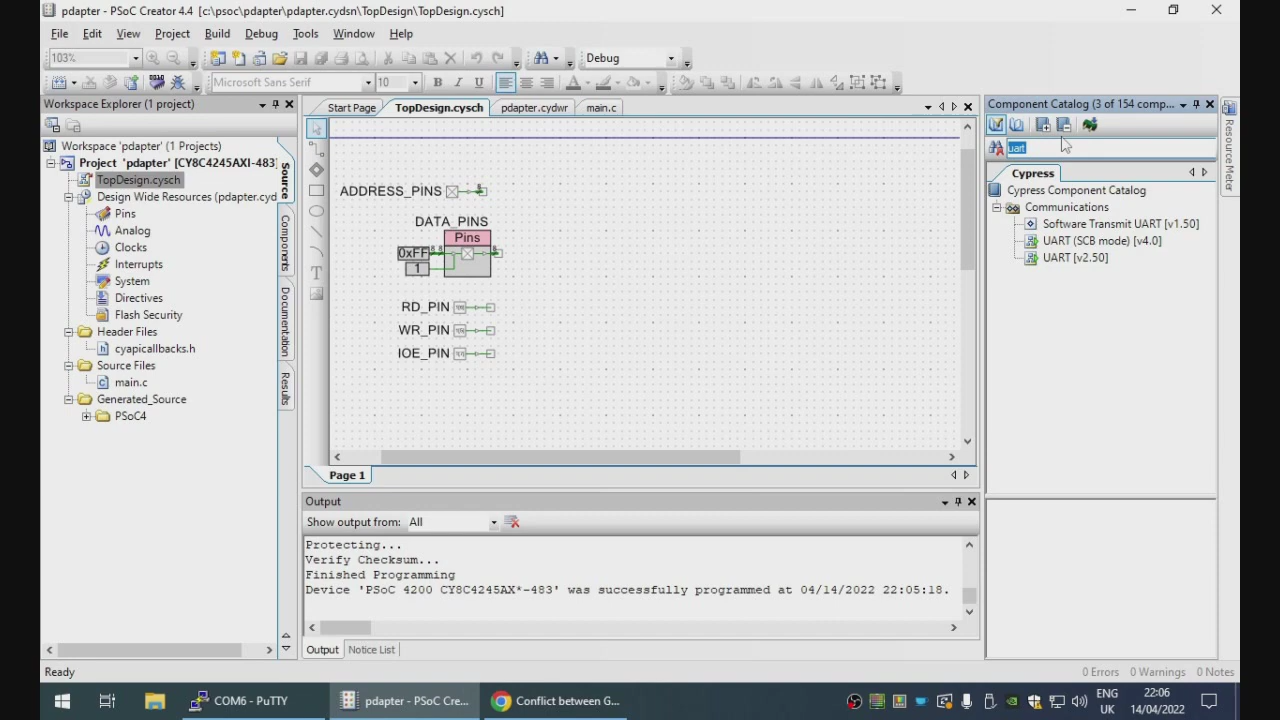 pdapter - PSoC Creator 4.4 [c:\psoc\pdapter\pdapter.cydsn\TopDesign\TopDesign.cysch]
File Edit View Project Build Debug Tools Window Help
103% Debug
Microsoft Sans Serif 10 B I U A
Workspace Explorer (1 project)
Workspace 'pdapter' (1 Projects)
Project 'pdapter' [CY8C4245AXI-483]
TopDesign.cysch
Design Wide Resources (pdapter.cyd
Pins
Analog
Clocks
Interrupts
System
Directives
Flash Security
Header Files
cyapicallbacks.h
Source Files
main.c
Generated_Source
PSoC4
Source
Components
Documentation
Results
Start Page TopDesign.cysch pdapter.cydwr main.c
ADDRESS_PINS
DATA_PINS
Pins
0xFF
1
RD_PIN
WR_PIN
IOE_PIN
Page 1
Output
Show output from: All
Protecting...
Verify Checksum...
Finished Programming
Device 'PSoC 4200 CY8C4245AX*-483' was successfully programmed at 04/14/2022 22:05:18.
Output Notice List
Component Catalog (3 of 154 comp...
uart
Cypress
Cypress Component Catalog
Communications
Software Transmit UART [v1.50]
UART (SCB mode) [v4.0]
UART [v2.50]
Resource Meter
Ready
0 Errors 0 Warnings 0 Notes
COM6 - PuTTY
pdapter - PSoC Cre...
Conflict between G...
ENG
UK
22:06
14/04/2022